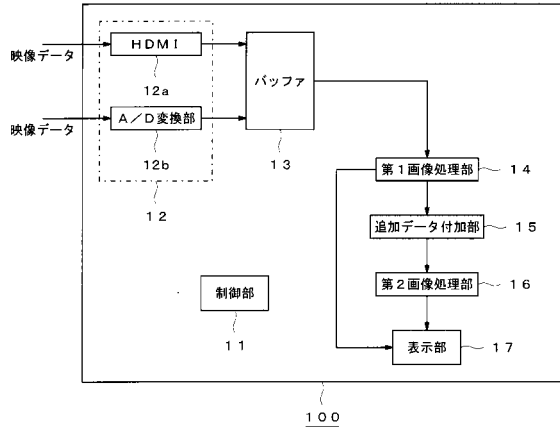 映像データ
HDMI
12a
映像データ
A/D変換部
12b
12
バッファ
13
第1画像処理部
14
追加データ付加部
15
第2画像処理部
16
表示部
17
制御部
11
100